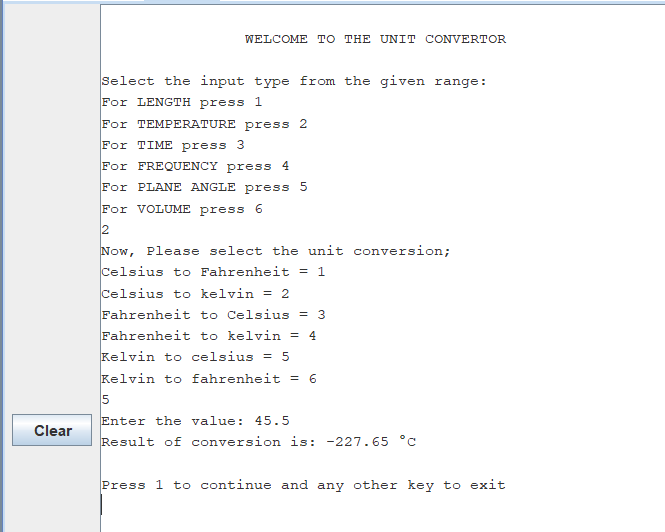 WELCOME TO THE UNIT CONVERTOR
Select the input type from the given range:
For LENGTH press 1
For TEMPERATURE press 2
For TIME press 3
For FREQUENCY press 4
For PLANE ANGLE press 5
For VOLUME press 6
2
Now, Please select the unit conversion;
Celsius to Fahrenheit = 1
Celsius to kelvin = 2
Fahrenheit to Celsius = 3
Fahrenheit to kelvin = 4
Kelvin to celsius = 5
Kelvin to fahrenheit = 6
5
Enter the value: 45.5
Result of conversion is: -227.65 °C
Press 1 to continue and any other key to exit
Clear